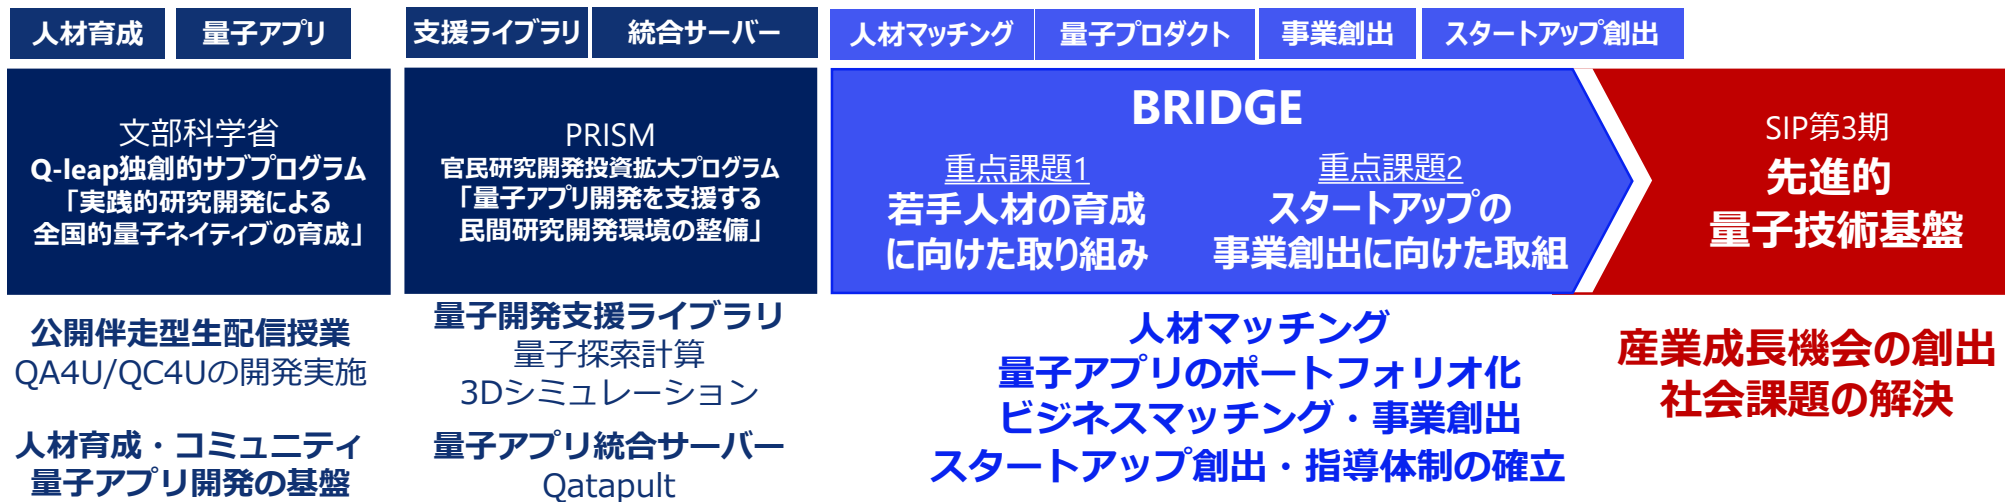 人材育成
量子アプリ
支援ライブラリ
統合サーバー
人材マッチング
量子プロダクト
事業創出
スタートアップ創出
文部科学省
Q-leap独創的サブプログラム
「実践的研究開発による
全国的量子ネイティブの育成」
PRISM
官民研究開発投資拡大プログラム
「量子アプリ開発を支援する
民間研究開発環境の整備」
BRIDGE
重点課題1
若手人材の育成
に向けた取り組み
重点課題2
スタートアップの
事業創出に向けた取組
SIP第3期
先進的
量子技術基盤
公開伴走型生配信授業
QA4U/QC4Uの開発実施
人材育成・コミュニティ
量子アプリ開発の基盤
量子開発支援ライブラリ
量子探索計算
3Dシミュレーション
量子アプリ統合サーバー
Qatapult
人材マッチング
量子アプリのポートフォリオ化
ビジネスマッチング・事業創出
スタートアップ創出・指導体制の確立
産業成長機会の創出
社会課題の解決